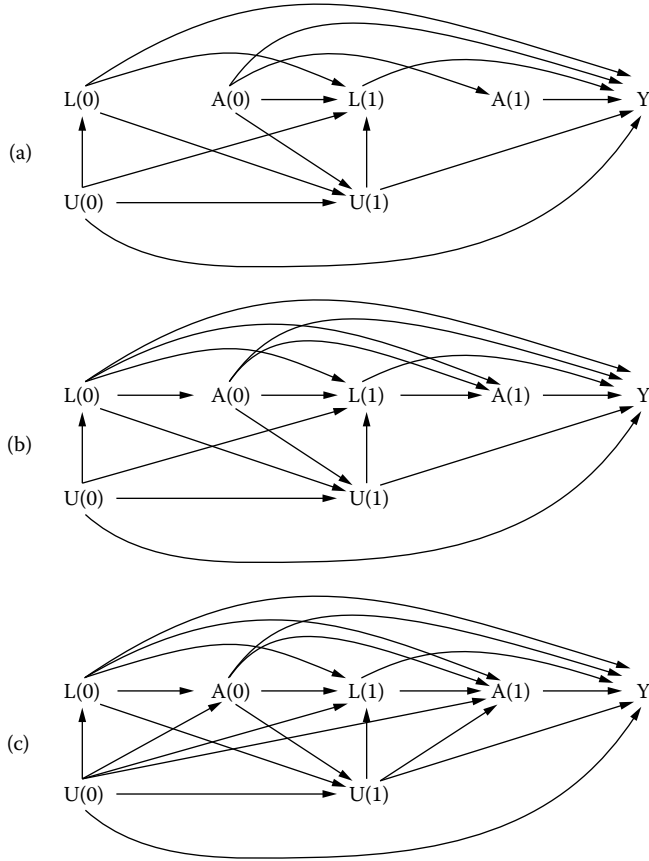 L(0) A(0) L(1) A(1) Y
(a)
U(0) U(1)
L(0) A(0) L(1) A(1) Y
(b)
U(0) U(1)
L(0) A(0) L(1) A(1) Y
(c)
U(0) U(1)